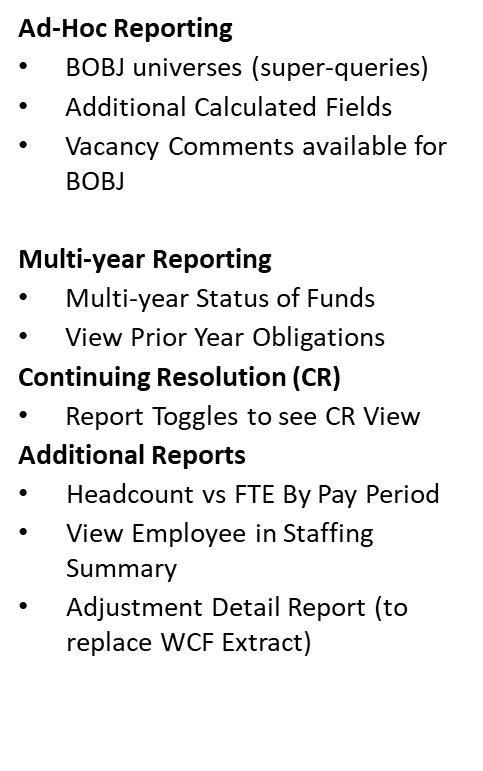 Ad-Hoc Reporting
• BOBJ universes (super-queries)
• Additional Calculated Fields
• Vacancy Comments available for
BOBJ
Multi-year Reporting
• Multi-year Status of Funds
• View Prior Year Obligations
Continuing Resolution (CR)
• Report Toggles to see CR View
Additional Reports
• Headcount vs FTE By Pay Period
• View Employee in Staffing
Summary
• Adjustment Detail Report (to
replace WCF Extract)